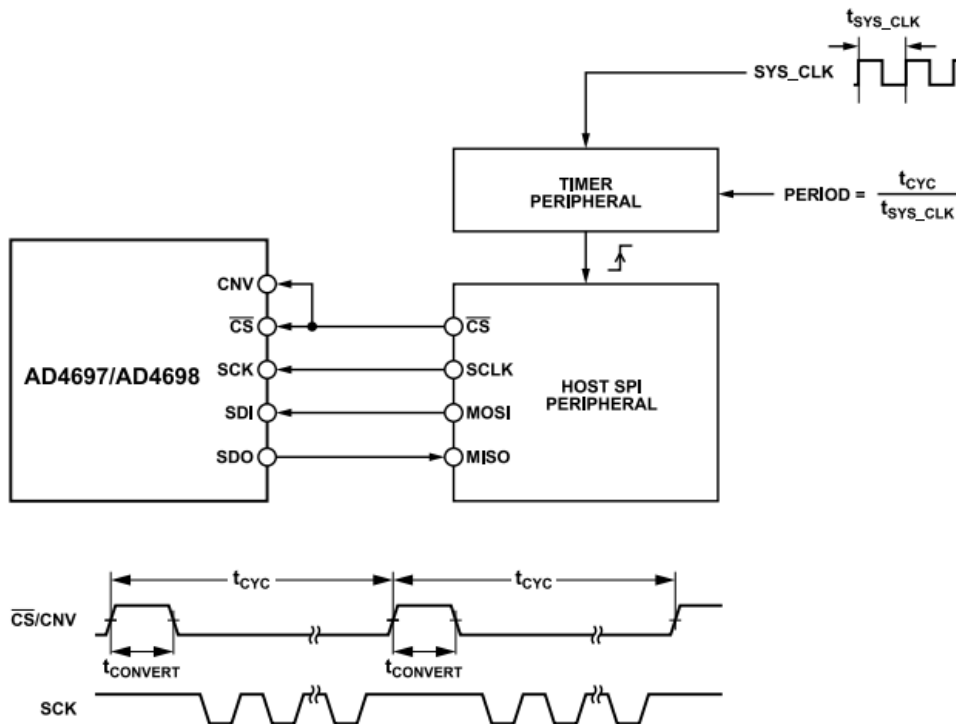 tSYS_CLK
SYS_CLK
TIMER
PERIPHERAL
PERIOD = tCYC
tSYS_CLK
CNV
CS
SCK
SDI
SDO
AD4697/AD4698
CS
SCLK
MOSI
MISO
HOST SPI
PERIPHERAL
tCYC tCYC
CS/CNV
tCONVERT tCONVERT
SCK